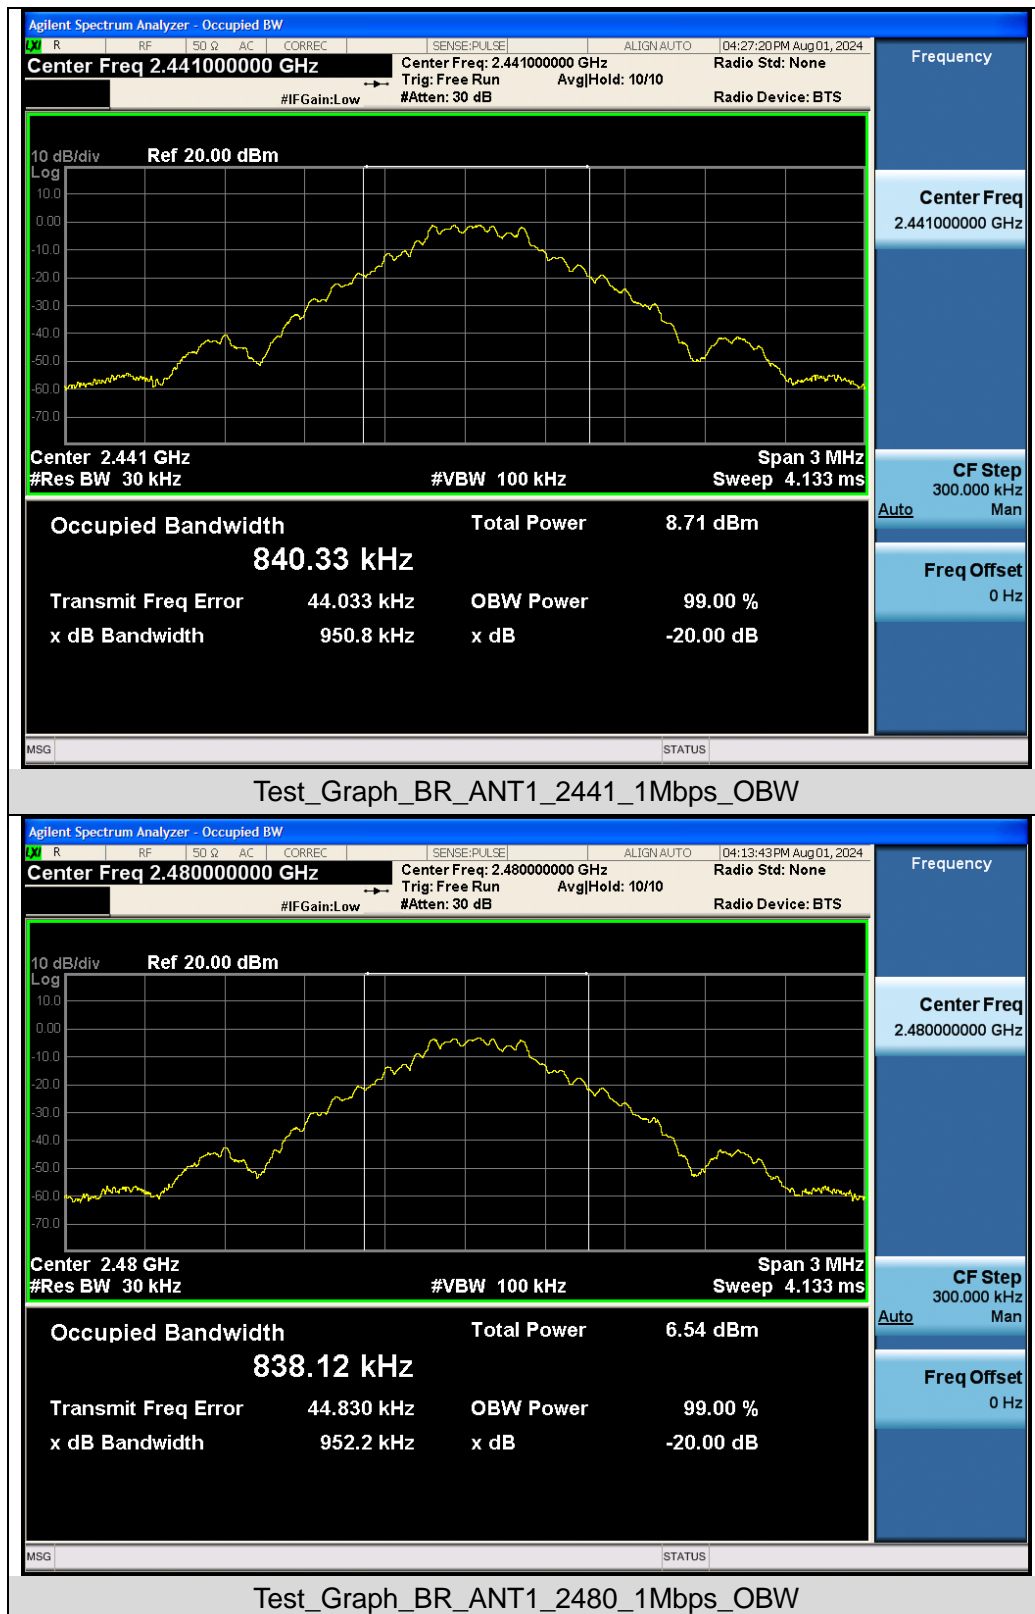 Agilent Spectrum Analyzer - Occupied BW
LXI R RF 50 Ω AC CORREC SENSE:PULSE ALIGN AUTO 04:27:20 PM Aug 01, 2024
Center Freq 2.441000000 GHz Center Freq: 2.441000000 GHz Radio Std: None Frequency
Trig: Free Run Avg|Hold: 10/10
#IFGain:Low #Atten: 30 dB Radio Device: BTS
10 dB/div Ref 20.00 dBm
Log
10.0
0.00
-10.0
-20.0
-30.0
-40.0
-50.0
-60.0
-70.0
Center Freq
2.441000000 GHz
Center 2.441 GHz Span 3 MHz
#Res BW 30 kHz #VBW 100 kHz Sweep 4.133 ms
CF Step
300.000 kHz
Auto Man
Occupied Bandwidth Total Power 8.71 dBm
840.33 kHz
Freq Offset
0 Hz
Transmit Freq Error 44.033 kHz OBW Power 99.00 %
x dB Bandwidth 950.8 kHz x dB -20.00 dB
MSG STATUS
Test_Graph_BR_ANT1_2441_1Mbps_OBW
Agilent Spectrum Analyzer - Occupied BW
LXI R RF 50 Ω AC CORREC SENSE:PULSE ALIGN AUTO 04:13:43 PM Aug 01, 2024
Center Freq 2.480000000 GHz Center Freq: 2.480000000 GHz Radio Std: None Frequency
Trig: Free Run Avg|Hold: 10/10
#IFGain:Low #Atten: 30 dB Radio Device: BTS
10 dB/div Ref 20.00 dBm
Log
10.0
0.00
-10.0
-20.0
-30.0
-40.0
-50.0
-60.0
-70.0
Center Freq
2.480000000 GHz
Center 2.48 GHz Span 3 MHz
#Res BW 30 kHz #VBW 100 kHz Sweep 4.133 ms
CF Step
300.000 kHz
Auto Man
Occupied Bandwidth Total Power 6.54 dBm
838.12 kHz
Freq Offset
0 Hz
Transmit Freq Error 44.830 kHz OBW Power 99.00 %
x dB Bandwidth 952.2 kHz x dB -20.00 dB
MSG STATUS
Test_Graph_BR_ANT1_2480_1Mbps_OBW